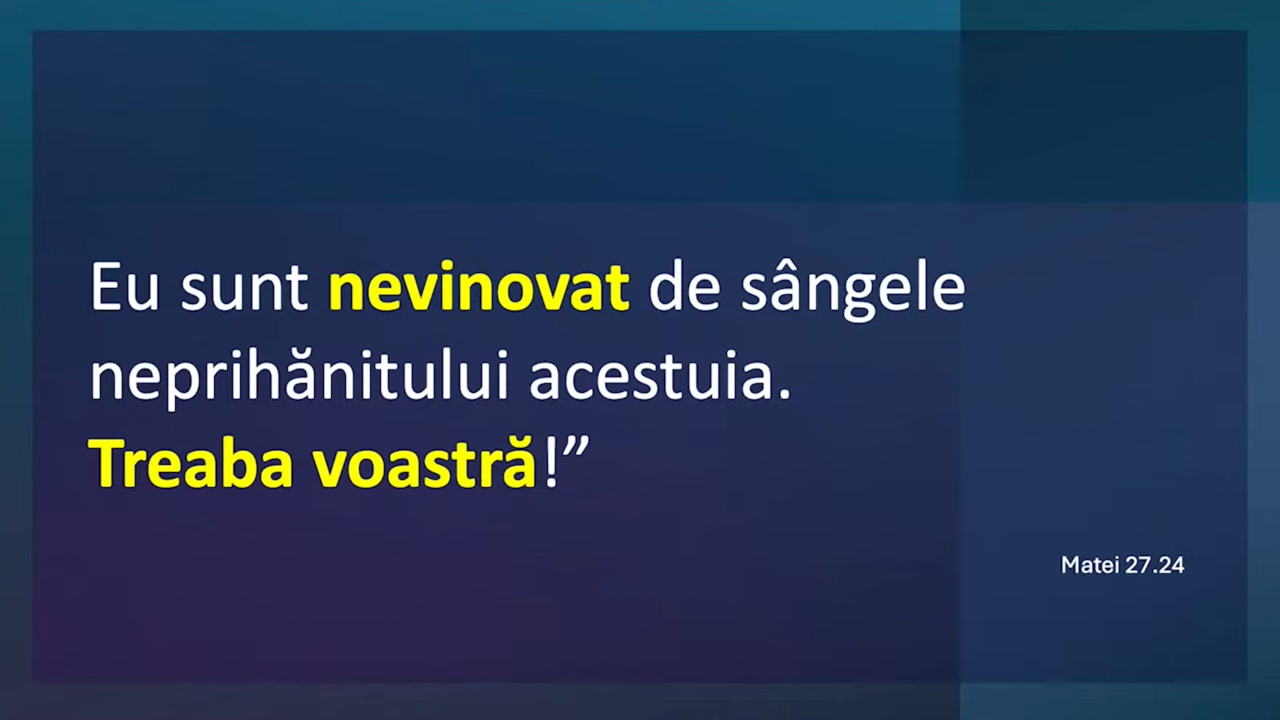 Eu sunt nevinovat de sângele
neprihănitului acestuia.
Treaba voastră!”
Matei 27.24